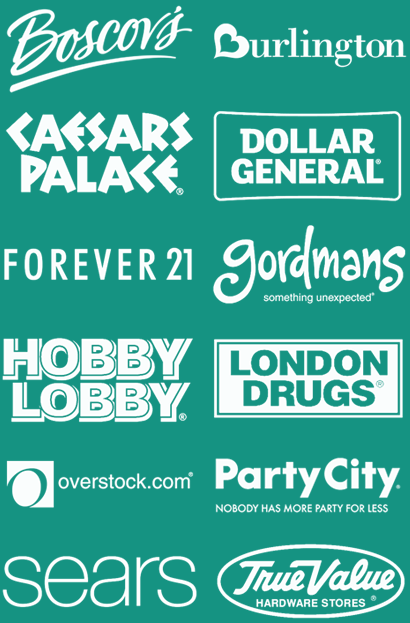 Boscov's
Burlington
CAESARS
PALACE®
DOLLAR
GENERAL®
FOREVER 21
gordmans
something unexpected®
HOBBY
LOBBY®
LONDON
DRUGS®
overstock.com®
Party City®
NOBODY HAS MORE PARTY FOR LESS
sears
True Value
HARDWARE STORES ®